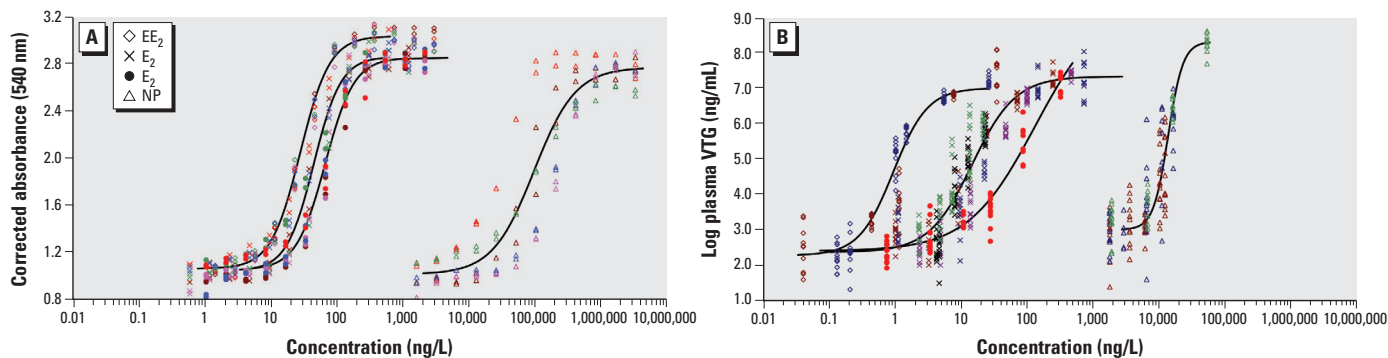 A
EE₂
E₂
E₂
NP
Corrected absorbance (540 nm)
3.2
2.8
2.4
2.0
1.6
1.2
0.8
0.01 0.1 1 10 100 1,000 10,000 100,000 1,000,000 10,000,000
Concentration (ng/L)
B
Log plasma VTG (ng/mL)
9.0
8.0
7.0
6.0
5.0
4.0
3.0
2.0
1.0
0.01 0.1 1 10 100 1,000 10,000 100,000 1,000,000 10,000,000
Concentration (ng/L)